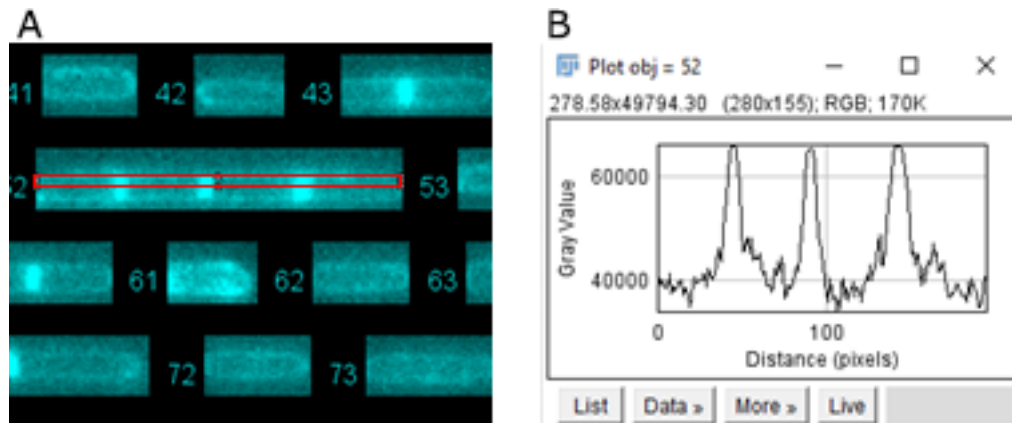 A
41 42 43
52 53
61 62 63
72 73
B
Plot obj = 52
278.58x49794.30 (280x155); RGB; 170K
Gray Value
60000
40000
0 100
Distance (pixels)
List Data » More » Live